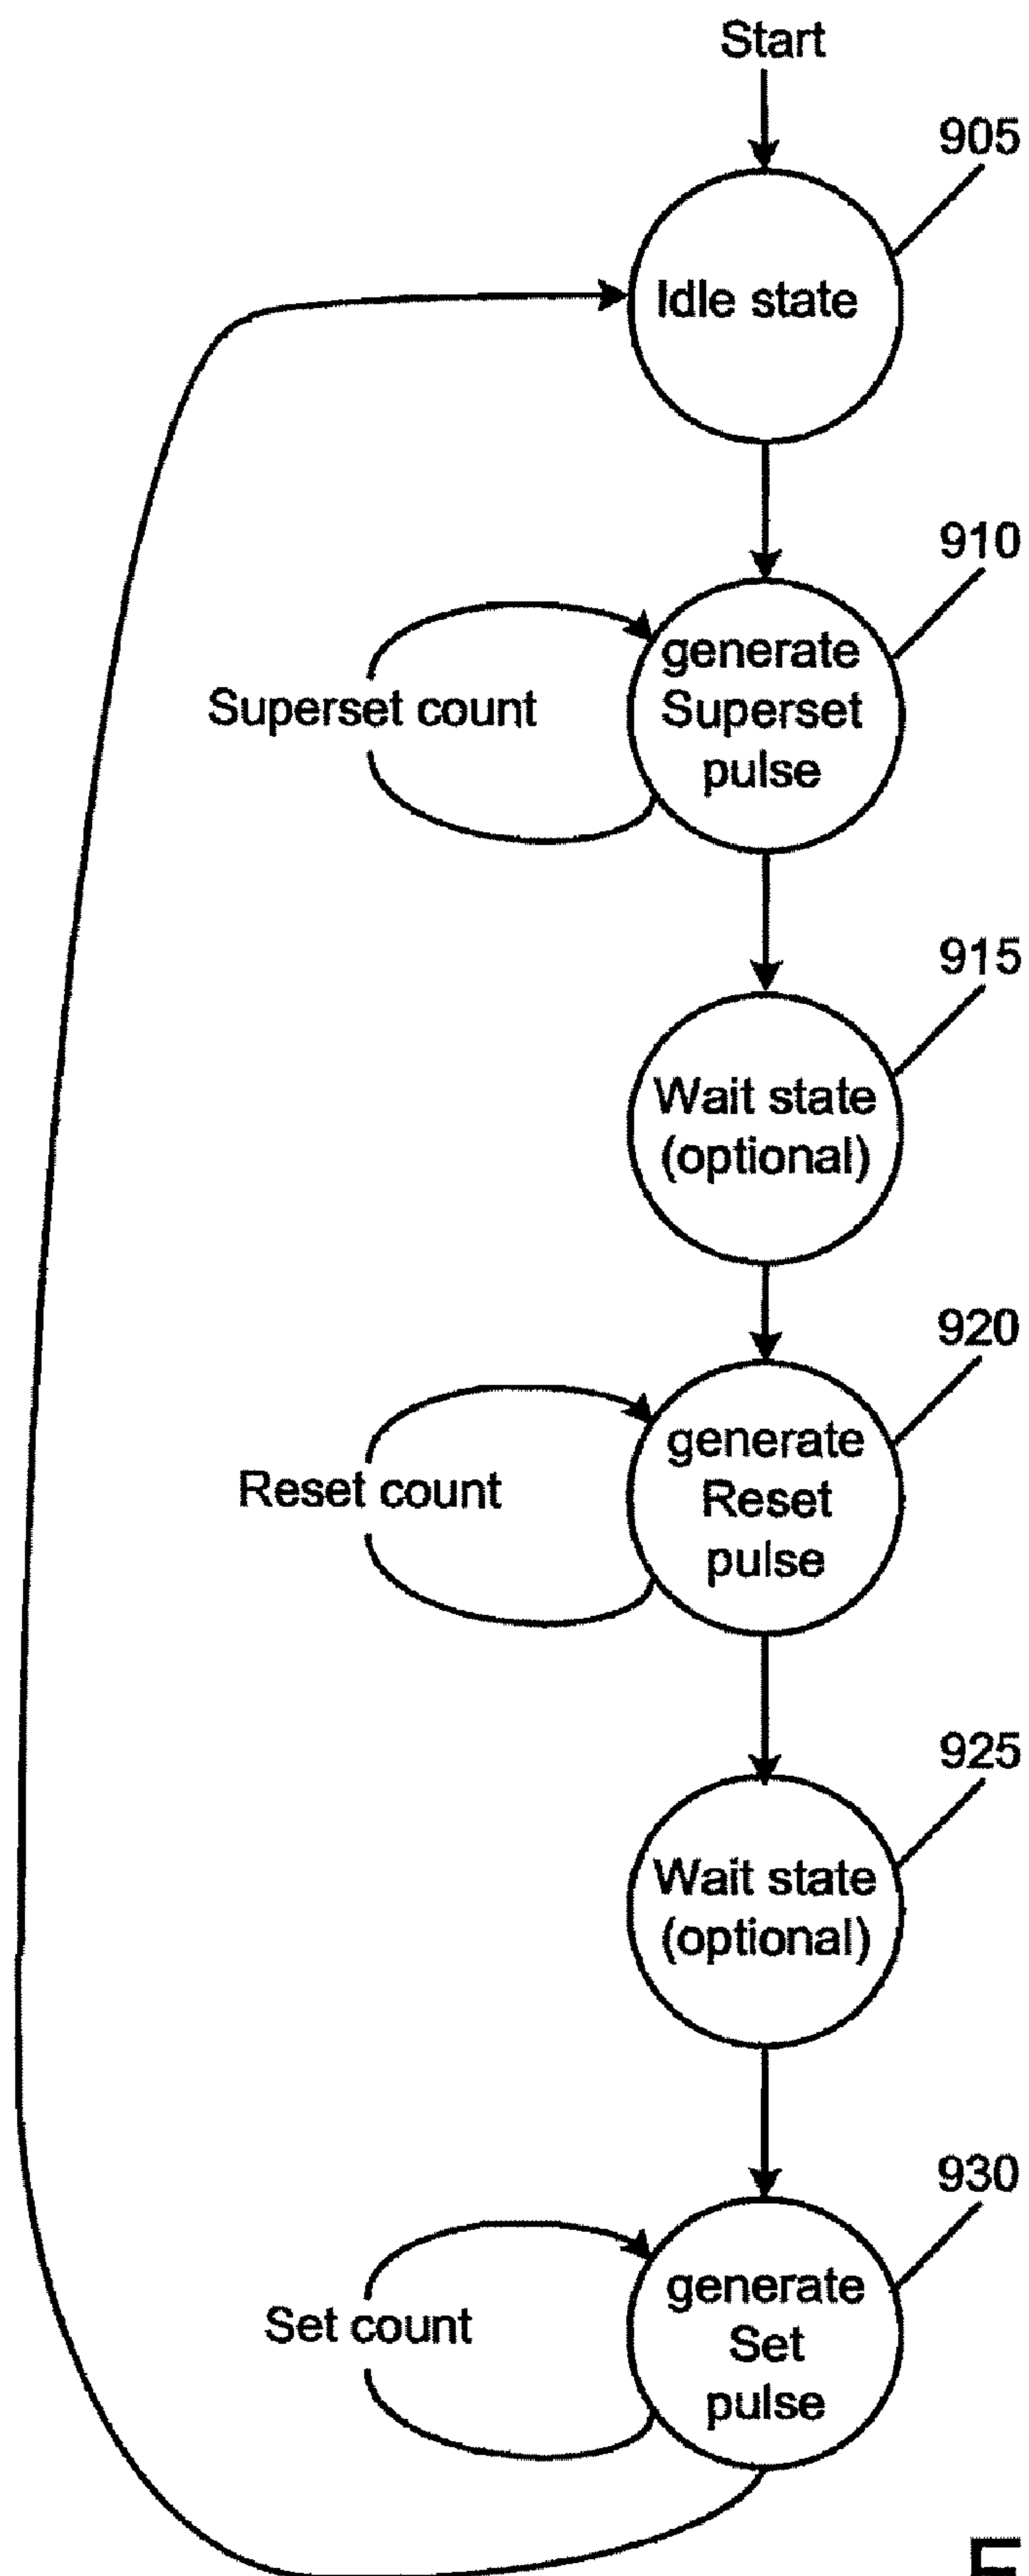 Start
905
Idle state
910
generate
Superset
pulse
Superset count
915
Wait state
(optional)
920
generate
Reset
pulse
Reset count
925
Wait state
(optional)
930
generate
Set
pulse
Set count